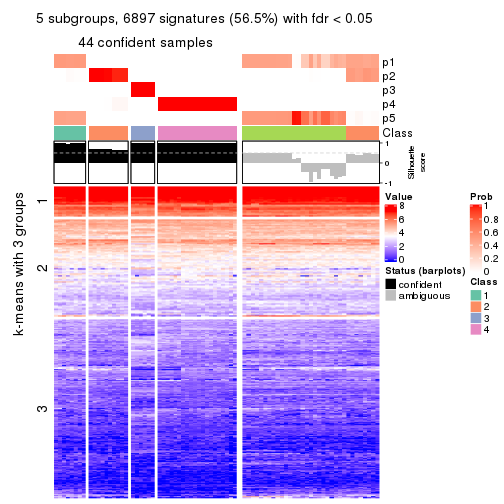 5 subgroups, 6897 signatures (56.5%) with fdr < 0.05
44 confident samples
p1
p2
p3
p4
p5
Class
1
0
-1
Silhouette
score
k-means with 3 groups
1
2
3
Value
8
6
4
2
0
Status (barplots)
confident
ambiguous
Prob
1
0.8
0.6
0.4
0.2
0
Class
1
2
3
4